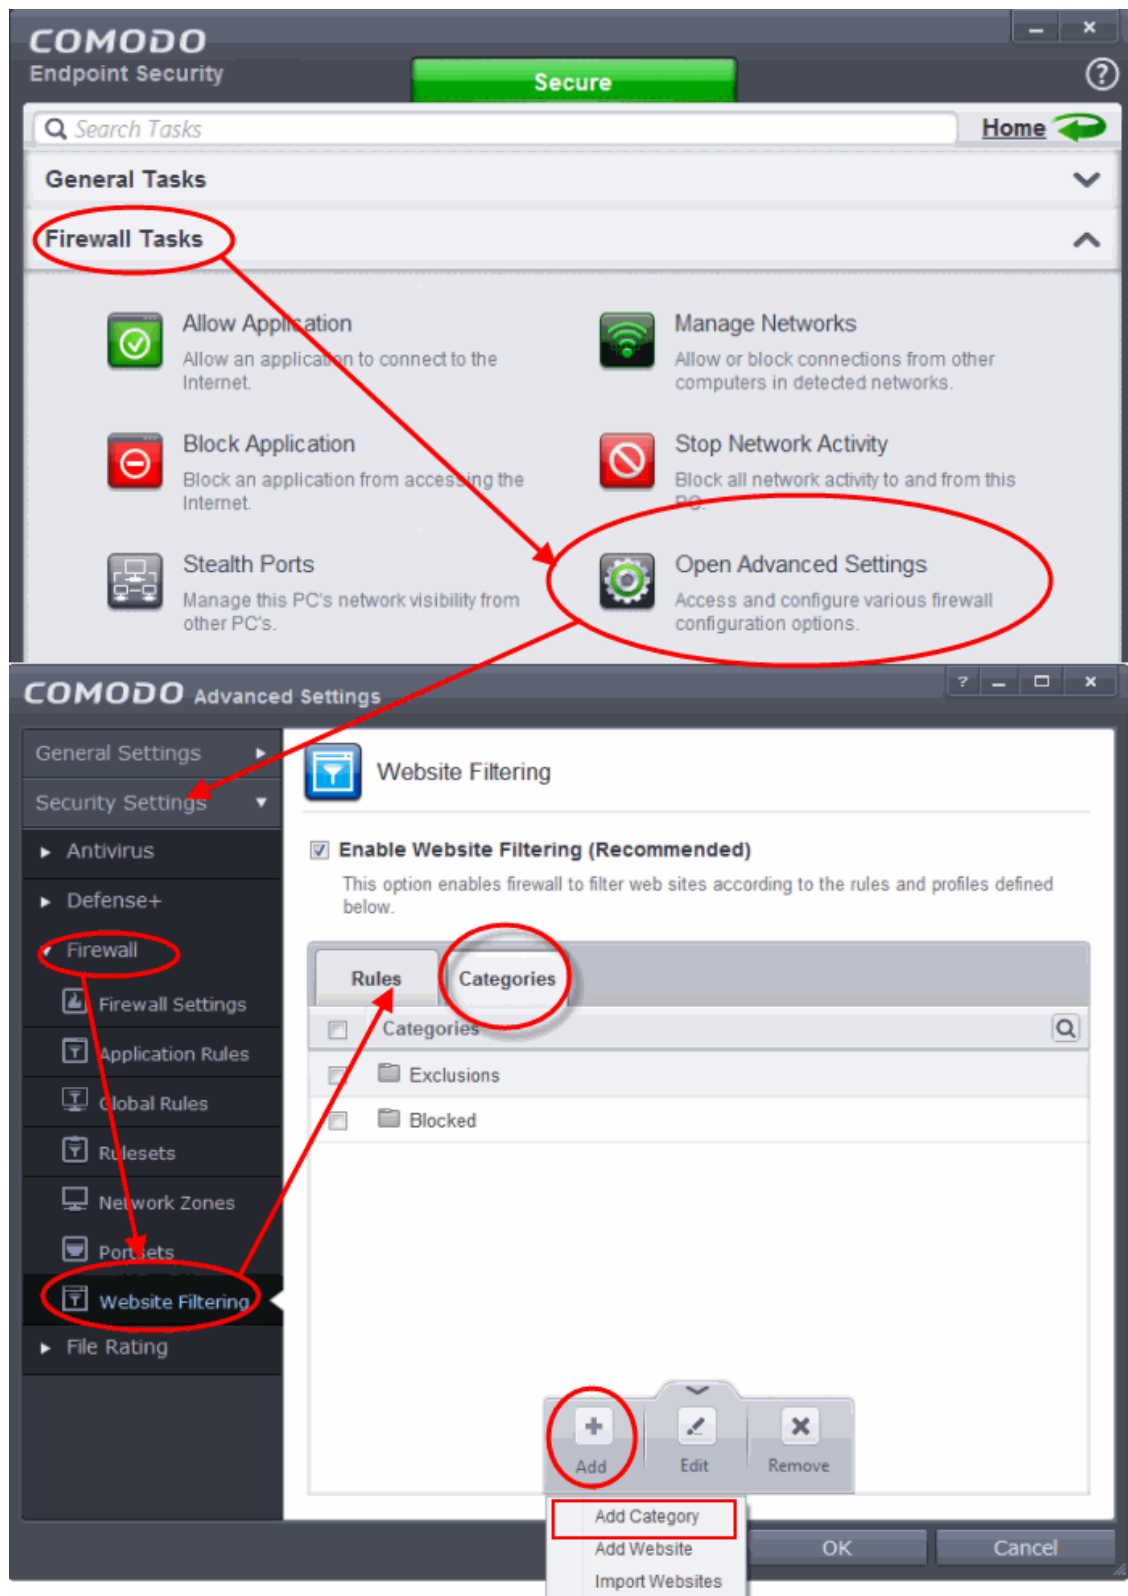 COMODO
Endpoint Security
Secure
?
Search Tasks
Home
General Tasks
Firewall Tasks
Allow Application
Allow an application to connect to the
Internet.
Manage Networks
Allow or block connections from other
computers in detected networks.
Block Application
Block an application from accessing the
Internet.
Stop Network Activity
Block all network activity to and from this
PC.
Stealth Ports
Manage this PC's network visibility from
other PC's.
Open Advanced Settings
Access and configure various firewall
configuration options.
COMODO Advanced Settings
?
General Settings
Security Settings
Antivirus
Defense+
Firewall
Firewall Settings
Application Rules
Global Rules
Rulesets
Network Zones
Portsets
Website Filtering
File Rating
Website Filtering
Enable Website Filtering (Recommended)
This option enables firewall to filter web sites according to the rules and profiles defined
below.
Rules Categories
Categories
Exclusions
Blocked
Add Edit Remove
Add Category
Add Website
Import Websites
OK Cancel